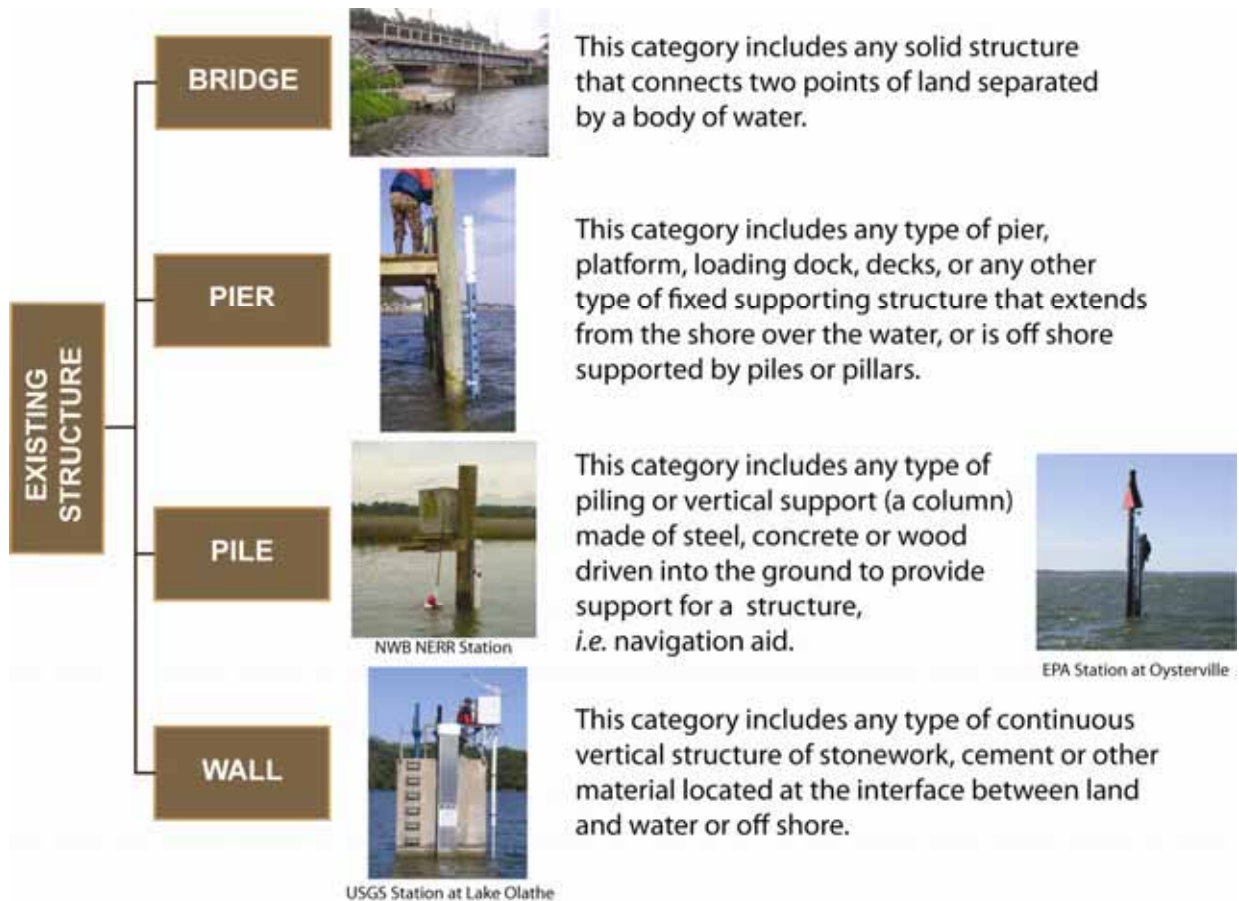 EXISTING
STRUCTURE
BRIDGE
This category includes any solid structure
that connects two points of land separated
by a body of water.
PIER
This category includes any type of pier,
platform, loading dock, decks, or any other
type of fixed supporting structure that extends
from the shore over the water, or is off shore
supported by piles or pillars.
PILE
NWB NERR Station
This category includes any type of
piling or vertical support (a column)
made of steel, concrete or wood
driven into the ground to provide
support for a structure,
i.e. navigation aid.
EPA Station at Oysterville
WALL
USGS Station at Lake Olathe
This category includes any type of continuous
vertical structure of stonework, cement or other
material located at the interface between land
and water or off shore.